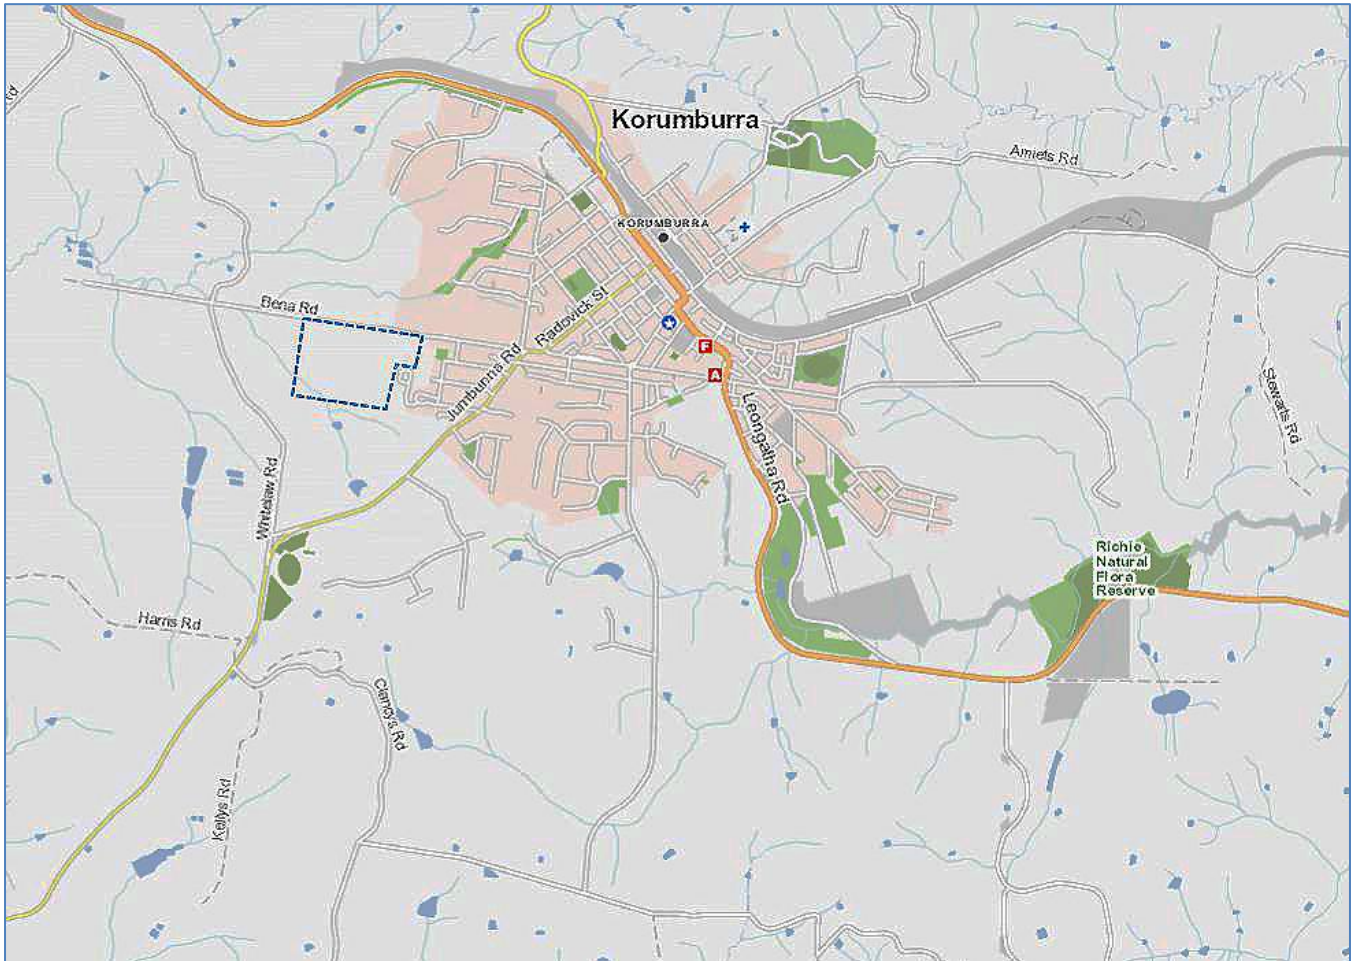 Korumburra
Amiets Rd
KORUMBURRA
Bena Rd
Radovick St
Jumbunna Rd
F
A
Leongatha Rd
Stewarts Rd
Whitelaw Rd
Richie
Natural
Flora
Reserve
Harris Rd
Clancys Rd
Kellys Rd